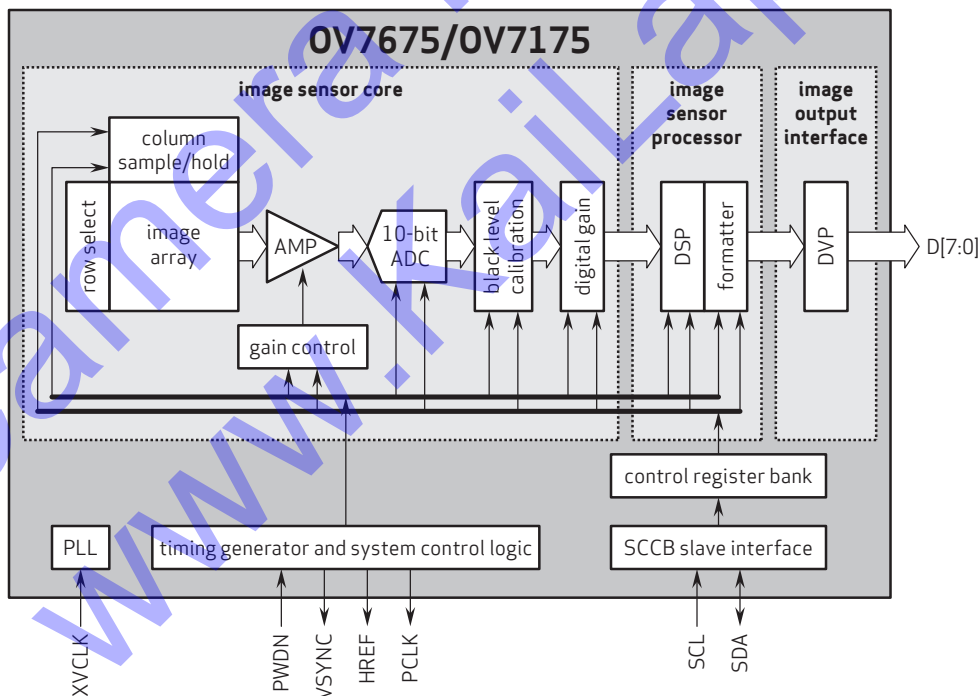 OV7675/OV7175
image sensor core
image
sensor
processor
image
output
interface
column
sample/hold
row select
image
array
AMP
10-bit
ADC
black level
calibration
digital gain
DSP
formatter
DVP
D[7:0]
gain control
control register bank
PLL
timing generator and system control logic
SCCB slave interface
XVCLK
PWDN
VSYNC
HREF
PCLK
SCL
SDA
camera
www.KaiLap